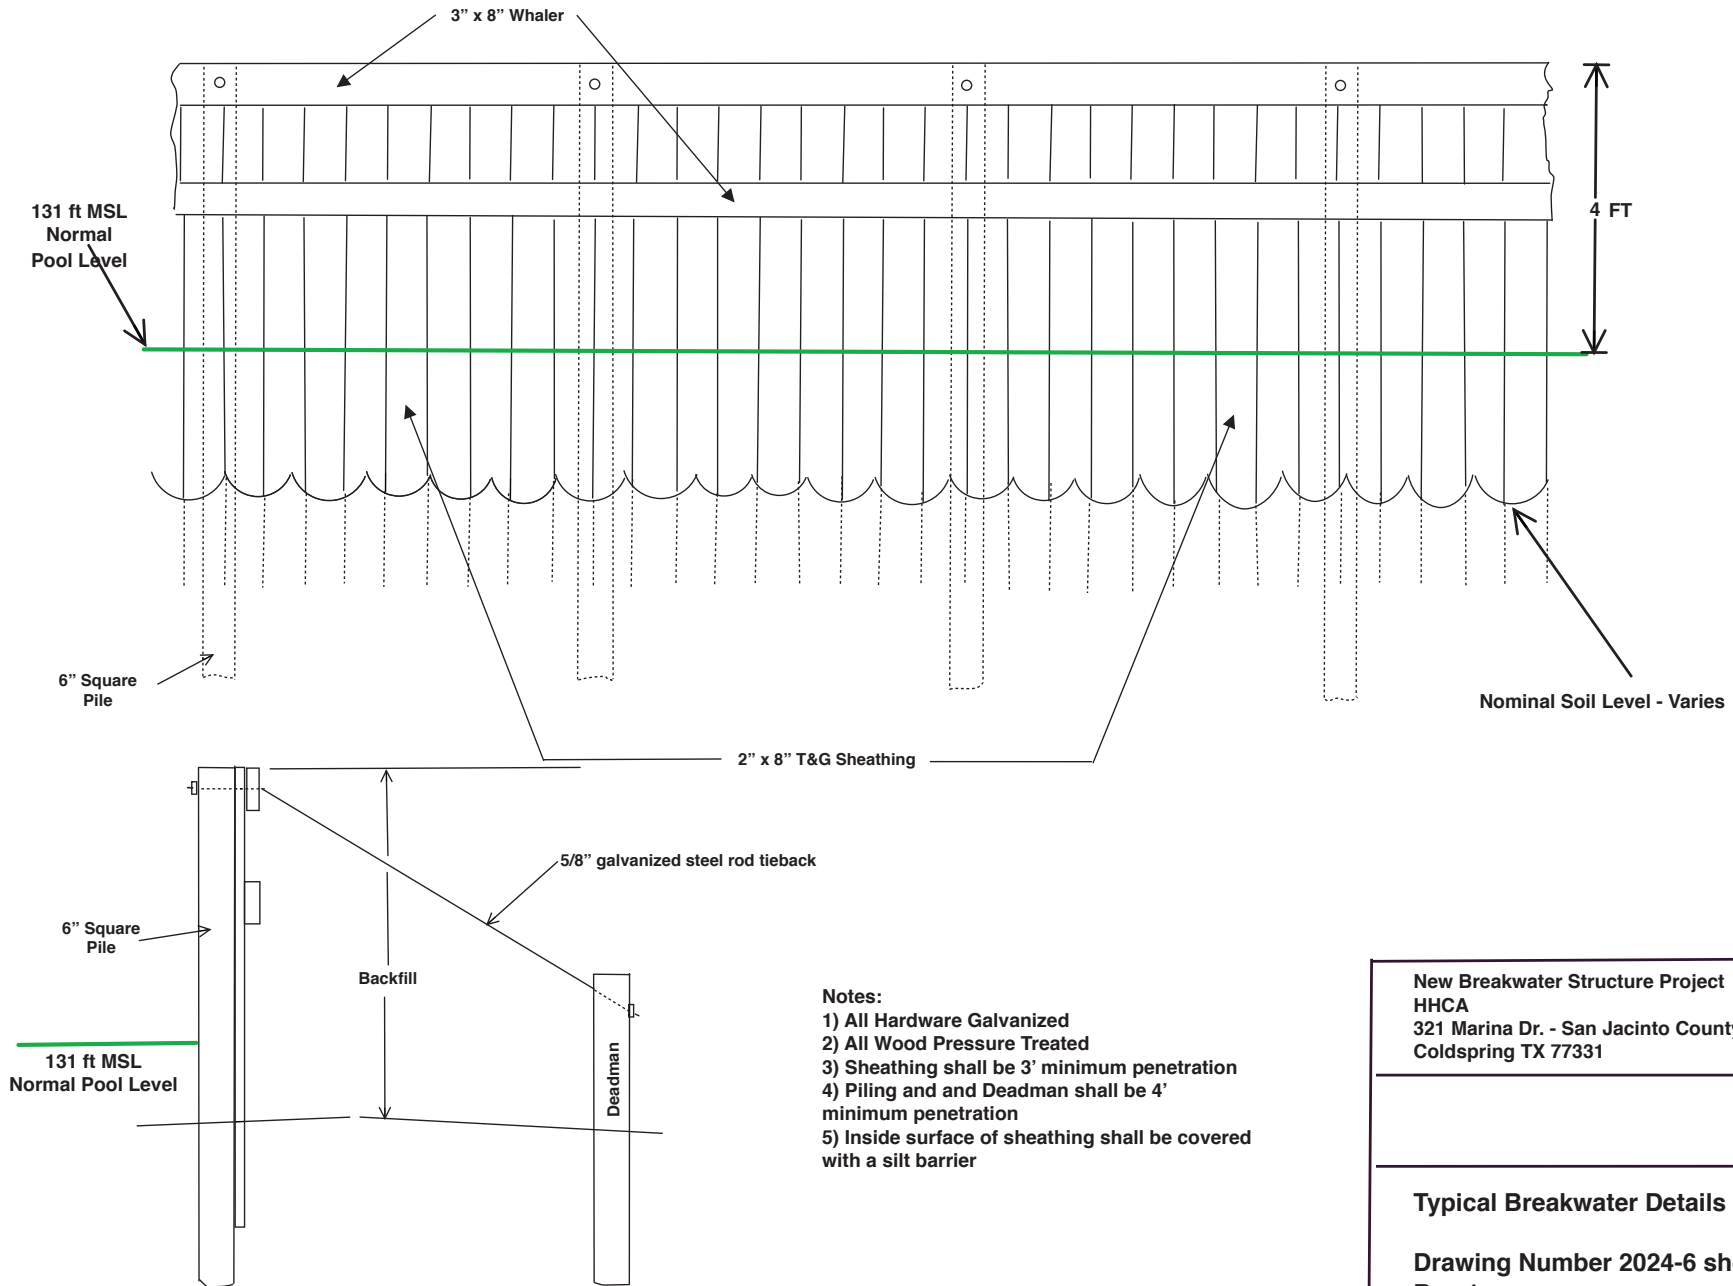 3” x 8” Whaler
131 ft MSL
Normal
Pool Level
4 FT
6” Square
Pile
Nominal Soil Level - Varies
2” x 8” T&G Sheathing
5/8” galvanized steel rod tieback
6” Square
Pile
Backfill
Deadman
131 ft MSL
Normal Pool Level
Notes:
1) All Hardware Galvanized
2) All Wood Pressure Treated
3) Sheathing shall be 3’ minimum penetration
4) Piling and and Deadman shall be 4’
minimum penetration
5) Inside surface of sheathing shall be covered
with a silt barrier
New Breakwater Structure Project
HHCA
321 Marina Dr. - San Jacinto County
Coldspring TX 77331
Typical Breakwater Details
Drawing Number 2024-6 sh